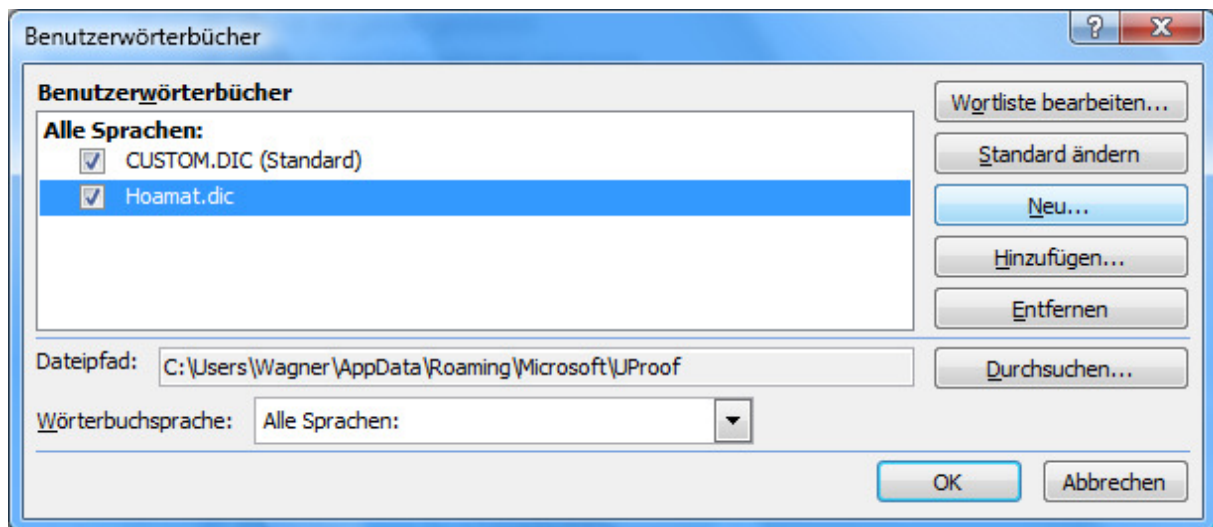 Benutzerwörterbücher
Benutzerwörterbücher
Alle Sprachen:
CUSTOM.DIC (Standard)
Hoamat.dic
Wortliste bearbeiten...
Standard ändern
Neu...
Hinzufügen...
Entfernen
Dateipfad: C:\Users\Wagner\AppData\Roaming\Microsoft\UProof
Durchsuchen...
Wörterbuchsprache: Alle Sprachen:
OK Abbrechen